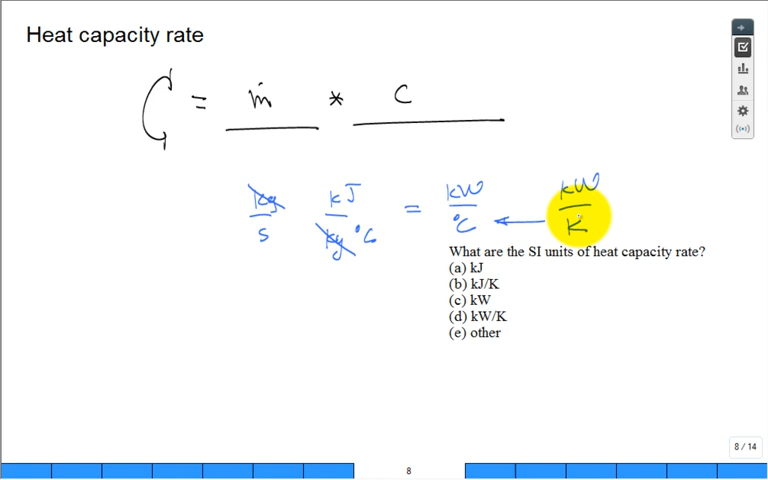 Heat capacity rate
C = ṁ * c
kg/s kJ/kg°C = kW/°C ← kW/K
What are the SI units of heat capacity rate?
(a) kJ
(b) kJ/K
(c) kW
(d) kW/K
(e) other
8 / 14
8